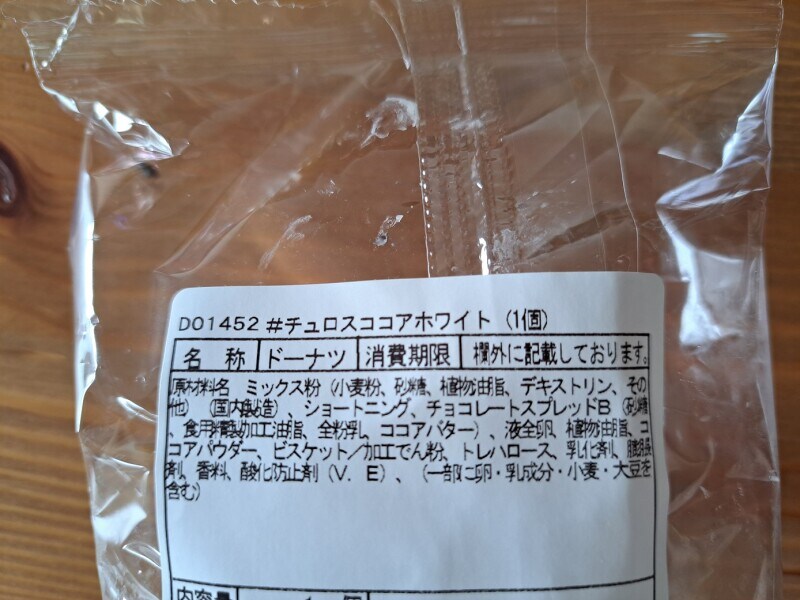 D01452 #チュロスココアホワイト (1個)
名 称 ドーナツ 消費期限 欄外に記載しております。
原材料名 ミックス粉(小麦粉、砂糖、植物油脂、デキストリン、その
他)(国内製造)、ショートニング、チョコレートスプレッドB(砂糖
、食用精製加工油脂、全粉乳、ココアバター)、液全卵、植物油脂、コ
コアパウダー、ビスケット/加工でん粉、トレハロース、乳化剤、膨脹
剤、香料、酸化防止剤(V.E)、(一部に卵・乳成分・小麦・大豆を
含む)
内容量 1 個